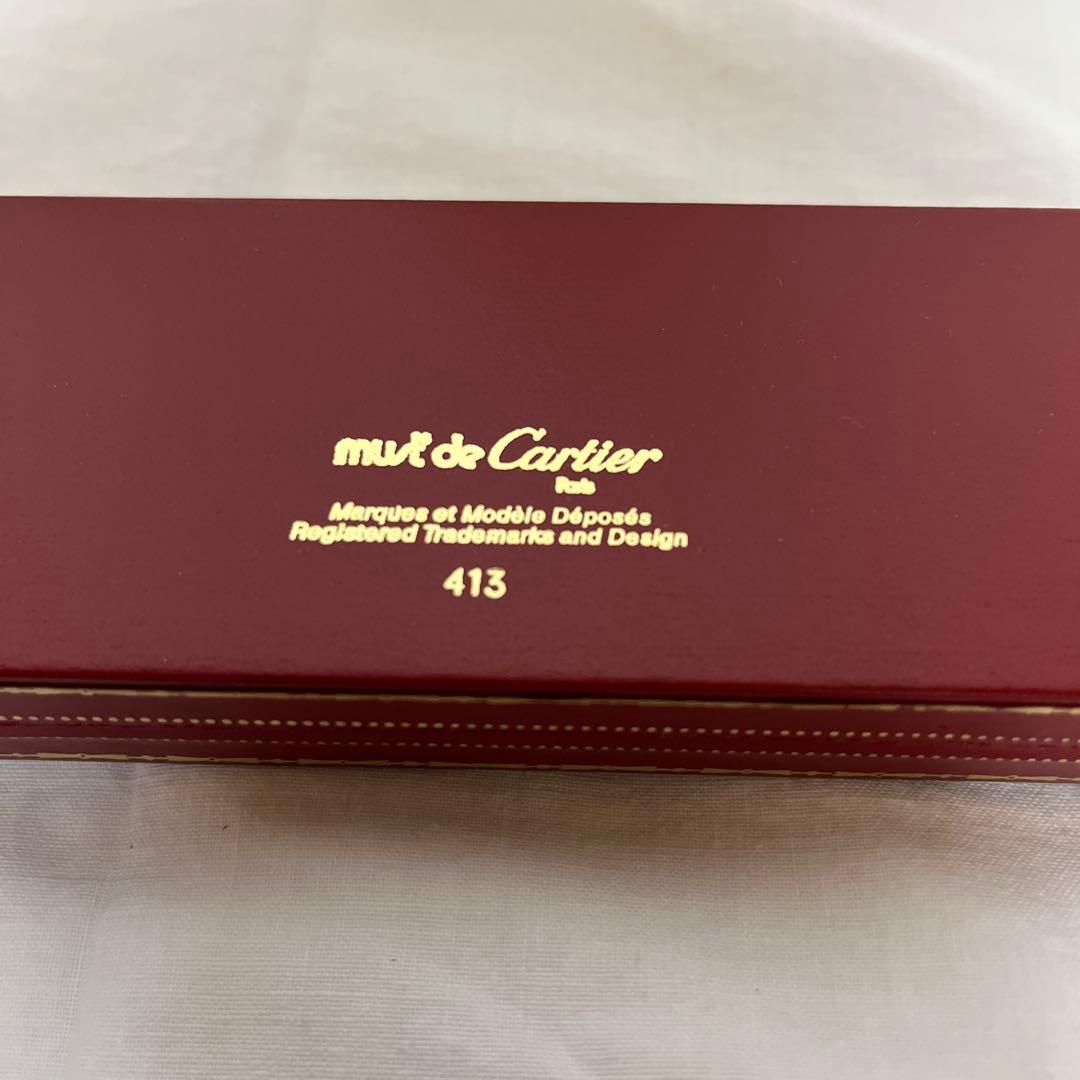 must de Cartier
Paris
Marques et Modèle Déposés
Registered Trademarks and Design
413